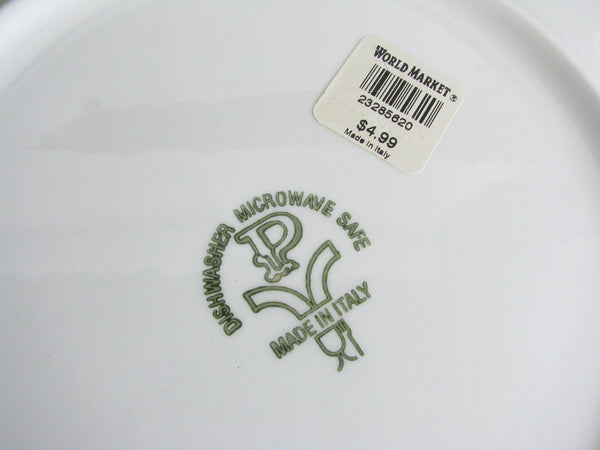 WORLD MARKET®
23285620
$4.99
Made in Italy
DISHWASHER MICROWAVE SAFE
P
MADE IN ITALY